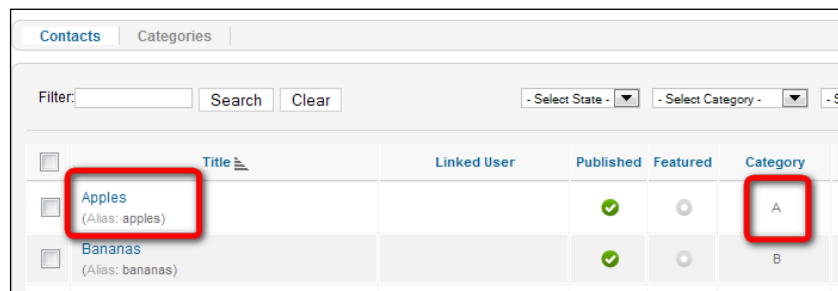 Contacts Categories
Filter: Search Clear - Select State - - Select Category -
Title Linked User Published Featured Category
Apples
(Alias: apples)
A
Bananas
(Alias: bananas)
B